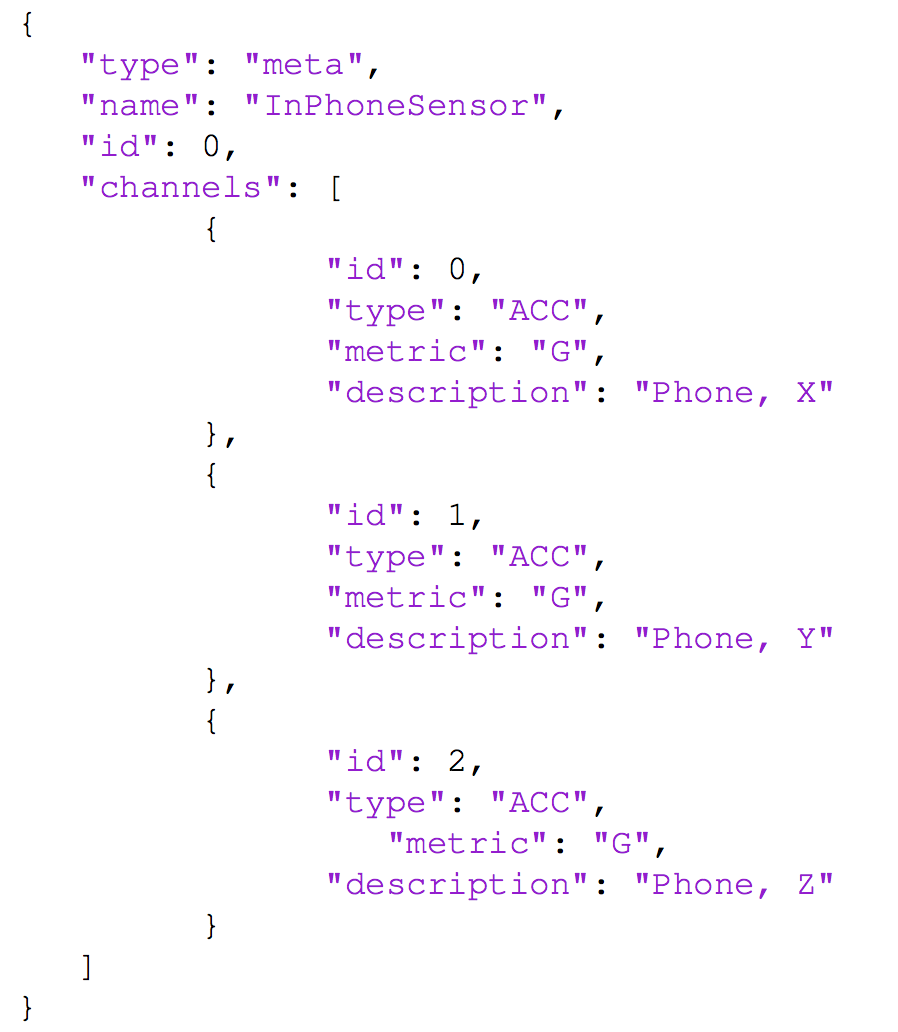 {
    "type": "meta",
    "name": "InPhoneSensor",
    "id": 0,
    "channels": [
          {
                "id": 0,
                "type": "ACC",
                "metric": "G",
                "description": "Phone, X"
          },
          {
                "id": 1,
                "type": "ACC",
                "metric": "G",
                "description": "Phone, Y"
          },
          {
                "id": 2,
                "type": "ACC",
                   "metric": "G",
                "description": "Phone, Z"
          }
    ]
}